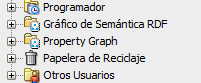 Programador
Gráfico de Semántica RDF
Property Graph
Papelera de Reciclaje
Otros Usuarios